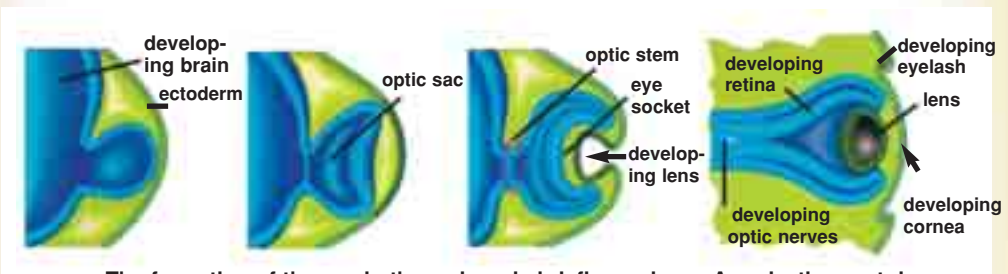 develop-
ing brain
ectoderm
optic sac
optic stem
eye
socket
develop-
ing lens
developing
retina
developing
eyelash
lens
developing
optic nerves
developing
cornea